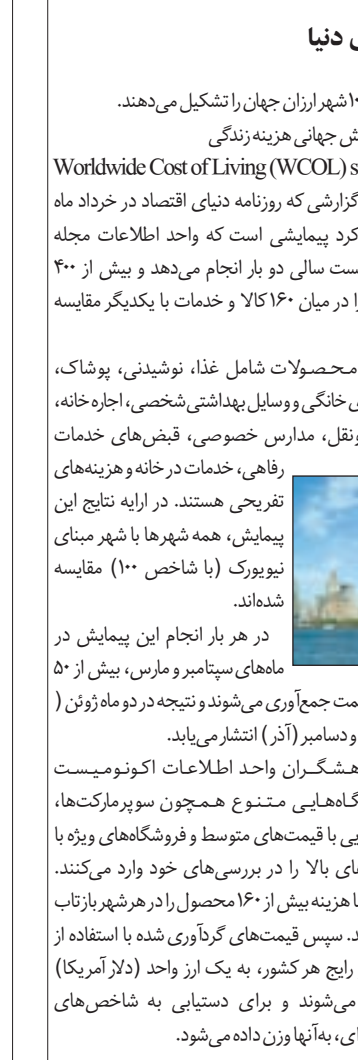 دنیا
۱۰ شهر ارزان جهان را تشکیل می‌دهند.
جهانی هزینه زندگی
Worldwide Cost of Living (WCOL)
گزارشی که روزنامه دنیای اقتصاد در خرداد ماه
کرد پیمایشی است که واحد اطلاعات مجله
سالی دو بار انجام می‌دهد و بیش از ۴۰۰
را در میان ۱۶۰ کالا و خدمات با یکدیگر مقایسه
محصولات شامل غذا، نوشیدنی، پوشاک،
خانگی و وسایل بهداشتی شخصی، اجاره خانه،
ونقل، مدارس خصوصی، قبض‌های خدمات
رفاهی، خدمات در خانه و هزینه‌های
تفریحی هستند. در ارایه نتایج این
پیمایش، همه شهرها با شهر مبنای
نیویورک (با شاخص ۱۰۰) مقایسه
شده‌اند.
در هر بار انجام این پیمایش در
ماه‌های سپتامبر و مارس، بیش از ۵۰
جمع‌آوری می‌شوند و نتیجه در دو ماه ژوئن (
و دسامبر (آذر) انتشار می‌یابد.
واحد اطلاعات اکونومیست
متنوع همچون سوپرمارکت‌ها،
با قیمت‌های متوسط و فروشگاه‌های ویژه با
بالا را در بررسی‌های خود وارد می‌کنند.
هزینه بیش از ۱۶۰ محصول را در هر شهر بازتاب
سپس قیمت‌های گردآوری شده با استفاده از
رایج هر کشور، به یک ارز واحد (دلار آمریکا)
می‌شوند و برای دستیابی به شاخص‌های
به‌آنها وزن داده می‌شود.